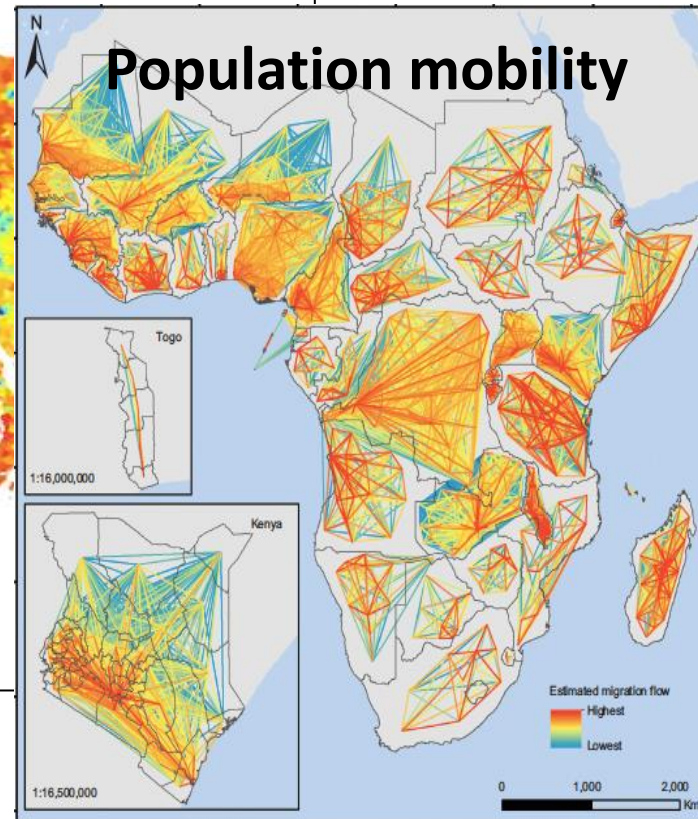 N
Population mobility
Togo
1:16,000,000
Kenya
1:16,500,000
Estimated migration flow
Highest
Lowest
0 1,000 2,000
Km